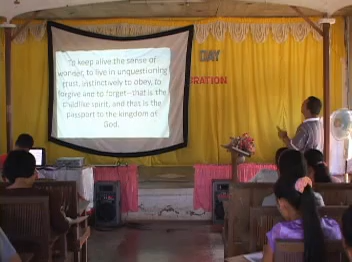 To keep alive the sense of
wonder, to live in unquestioning
trust, instinctively to obey, to
forgive and to forget--that is the
childlike spirit, and that is the
passport to the kingdom of
God.
DAY